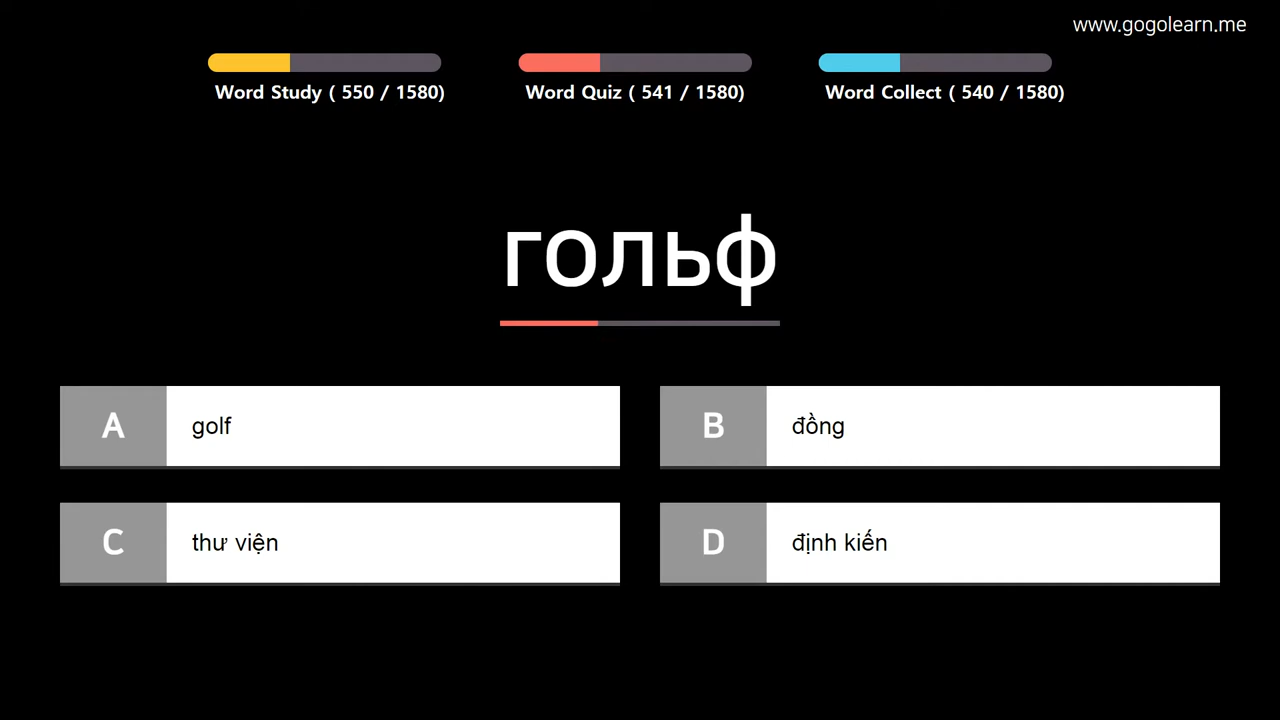 www.gogolearn.me
Word Study ( 550 / 1580)
Word Quiz ( 541 / 1580)
Word Collect ( 540 / 1580)
гольф
A golf
B đồng
C thư viện
D định kiến